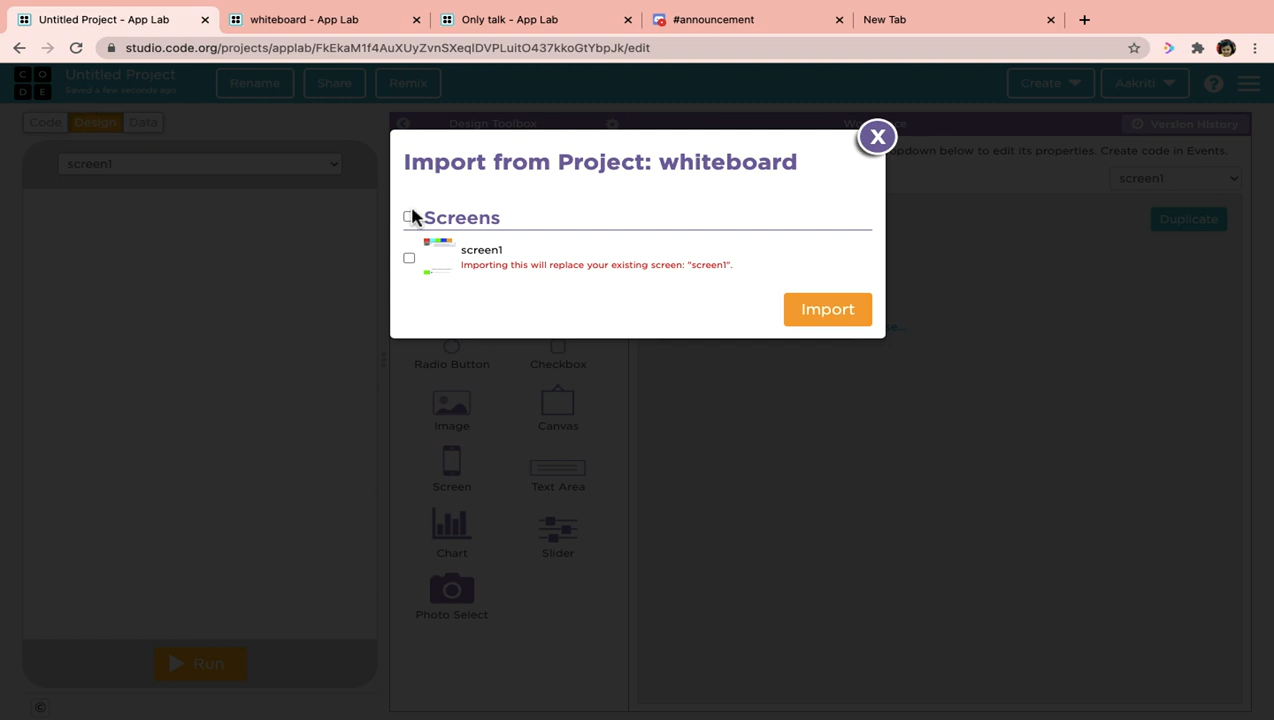 Untitled Project - App Lab
whiteboard - App Lab
Only talk - App Lab
#announcement
New Tab
studio.code.org/projects/applab/FkEkaM1f4AuXUyZvnSXeqlDVPLuitO437kkoGtYbpJk/edit
CODE
Untitled Project
Saved a few seconds ago
Rename
Share
Remix
Create
Aakriti
Code
Design
Data
Design Toolbox
Version History
screen1
Import from Project: whiteboard
X
opdown below to edit its properties. Create code in Events.
screen1
Duplicate
Screens
screen1
Importing this will replace your existing screen: "screen1".
Import
Radio Button
Checkbox
Image
Canvas
Screen
Text Area
Chart
Slider
Photo Select
Run
©